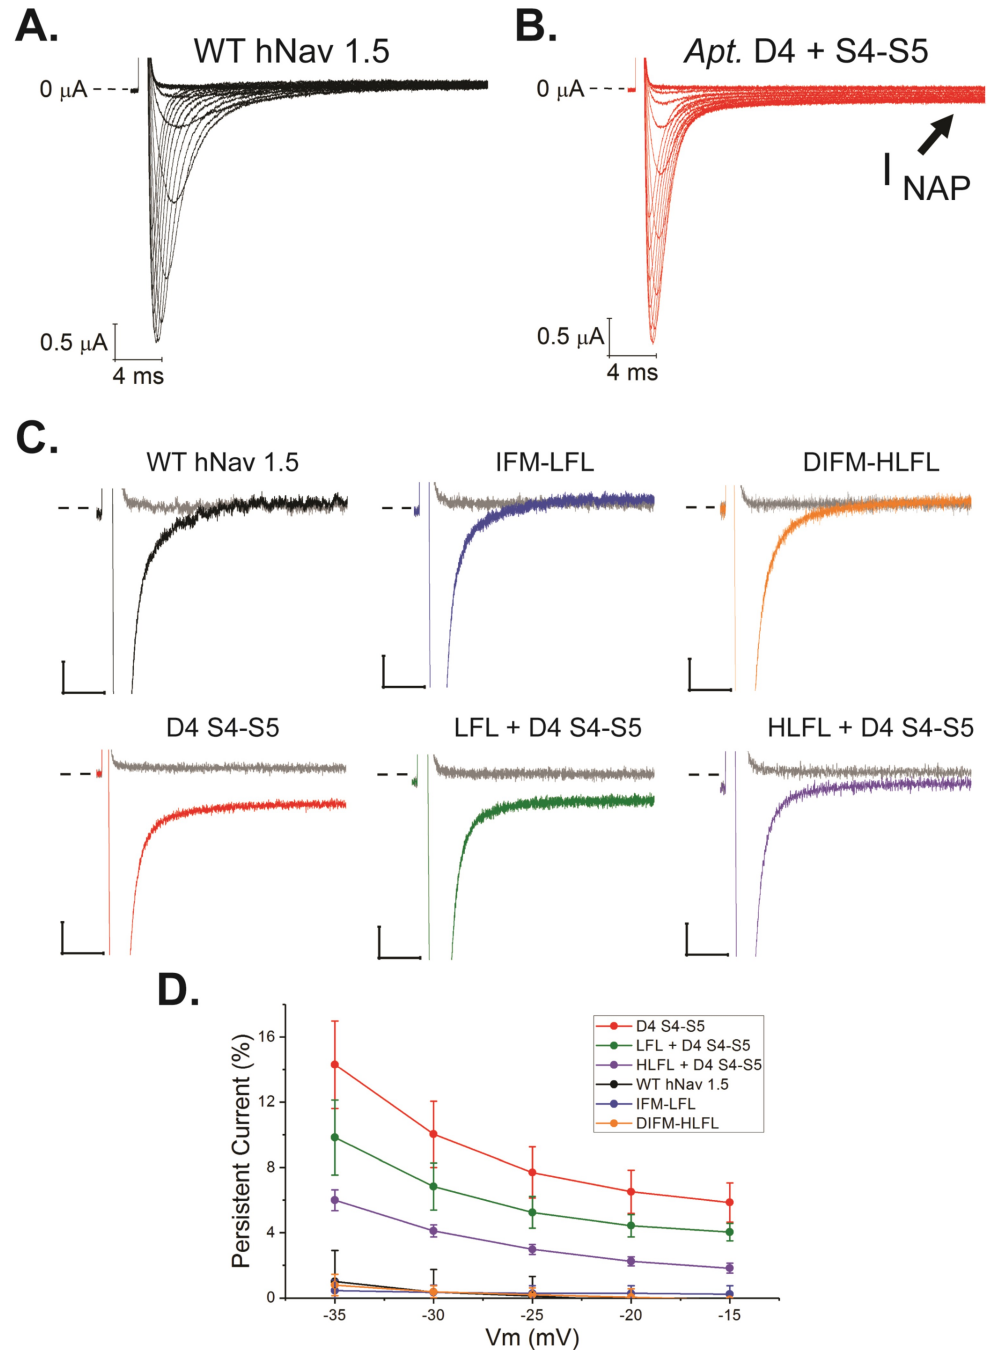 A.
WT hNav 1.5
0 μA
0.5 μA
4 ms
B.
Apt. D4 + S4-S5
0 μA
I NAP
0.5 μA
4 ms
C.
WT hNav 1.5
IFM-LFL
DIFM-HLFL
D4 S4-S5
LFL + D4 S4-S5
HLFL + D4 S4-S5
D.
Persistent Current (%)
16
12
8
4
0
D4 S4-S5
LFL + D4 S4-S5
HLFL + D4 S4-S5
WT hNav 1.5
IFM-LFL
DIFM-HLFL
-35
-30
-25
-20
-15
Vm (mV)